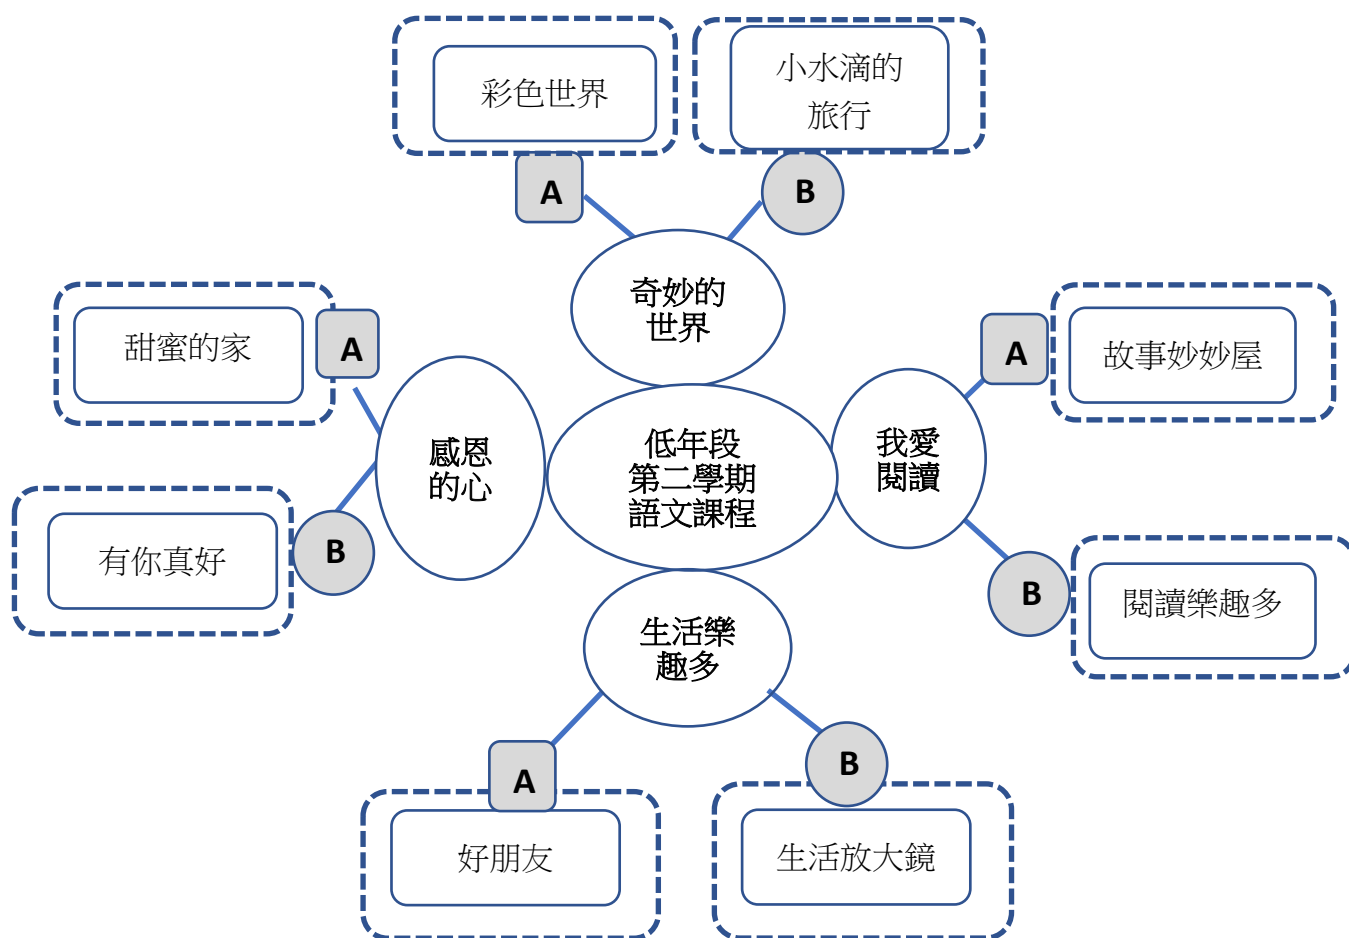 彩色世界
小水滴的
旅行
A
B
奇妙的
世界
甜蜜的家
A
A
故事妙妙屋
感恩
的心
低年段
第二學期
語文課程
我愛
閱讀
有你真好
B
B
閱讀樂趣多
生活樂
趣多
A
B
好朋友
生活放大鏡